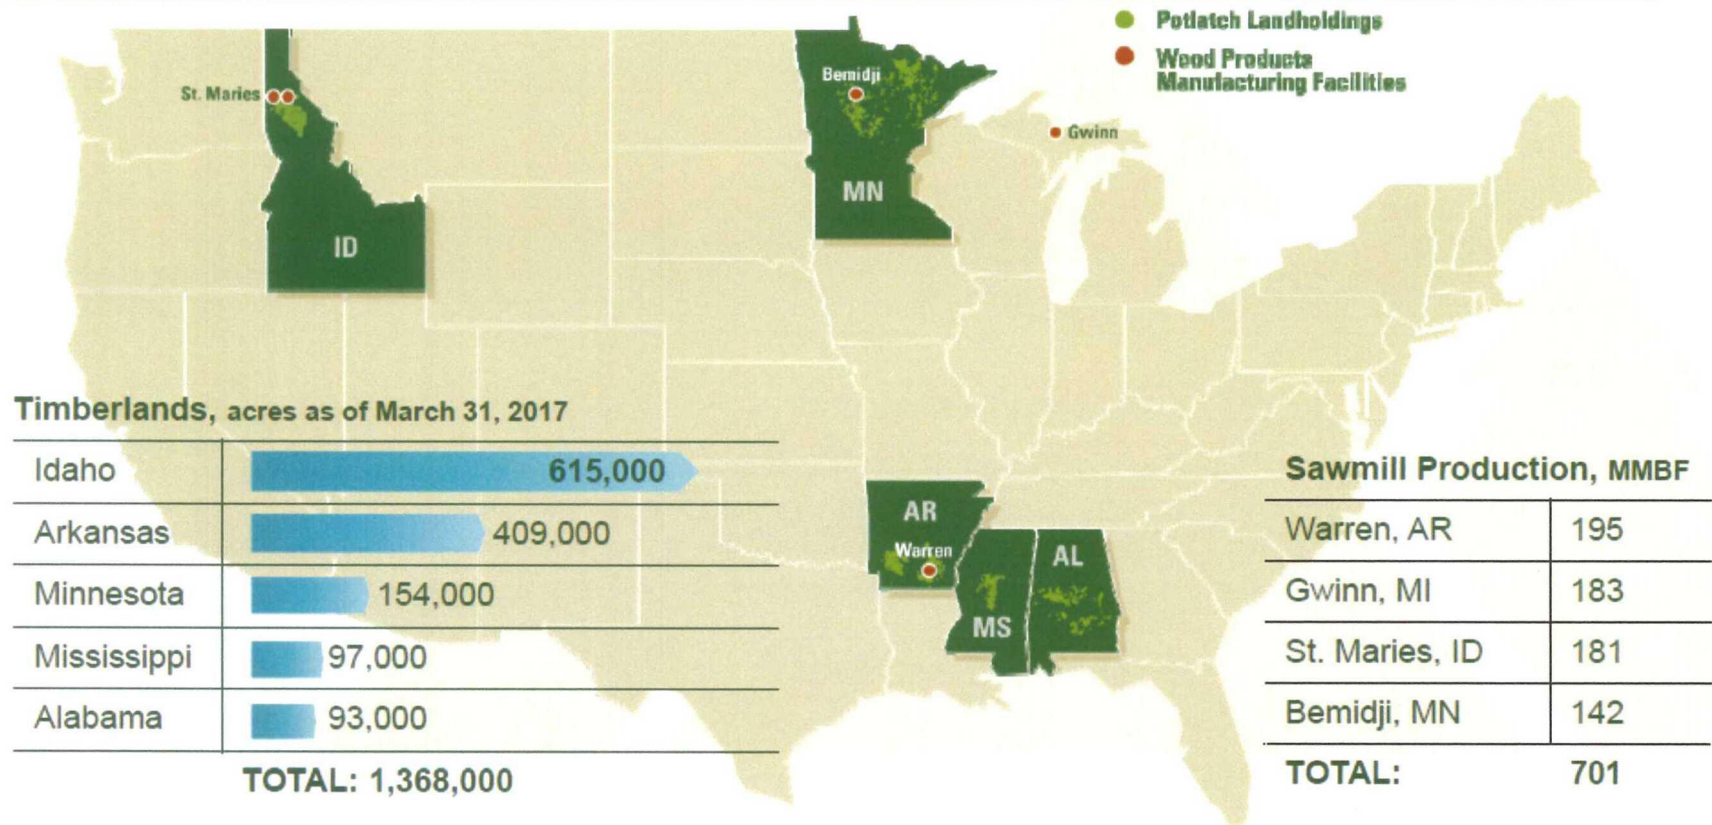 Potlatch Landholdings
Wood Products
Manufacturing Facilities
St. Maries
Bemidji
Gwinn
MN
ID
Timberlands, acres as of March 31, 2017
Idaho 615,000
Arkansas 409,000
Minnesota 154,000
Mississippi 97,000
Alabama 93,000
TOTAL: 1,368,000
AR
Warren
AL
MS
Sawmill Production, MMBF
Warren, AR 195
Gwinn, MI 183
St. Maries, ID 181
Bemidji, MN 142
TOTAL: 701